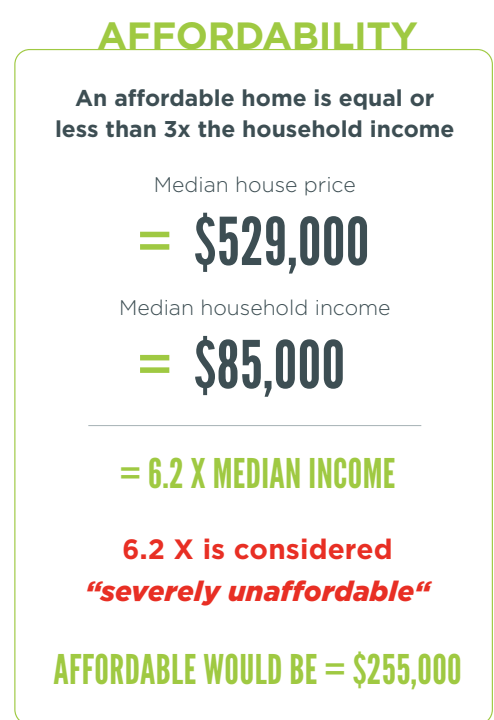 AFFORDABILITY
An affordable home is equal or
less than 3x the household income
Median house price
= $529,000
Median household income
= $85,000
= 6.2 X MEDIAN INCOME
6.2 X is considered
“severely unaffordable“
AFFORDABLE WOULD BE = $255,000